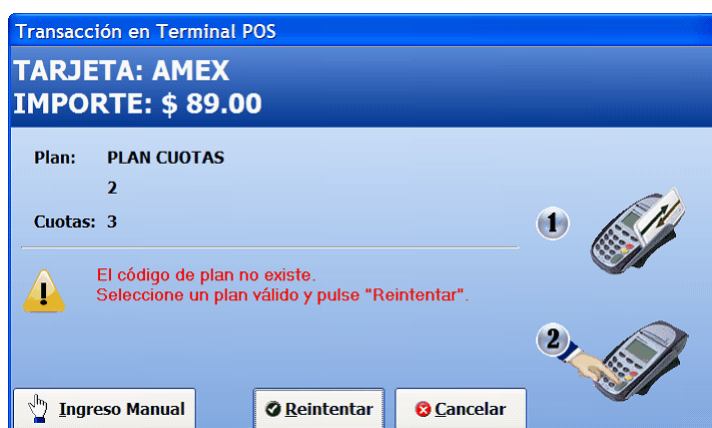 Transacción en Terminal POS
TARJETA: AMEX
IMPORTE: $ 89.00
Plan: PLAN CUOTAS
2
Cuotas: 3
1
El código de plan no existe.
Seleccione un plan válido y pulse "Reintentar".
2
Ingreso Manual
Reintentar
Cancelar